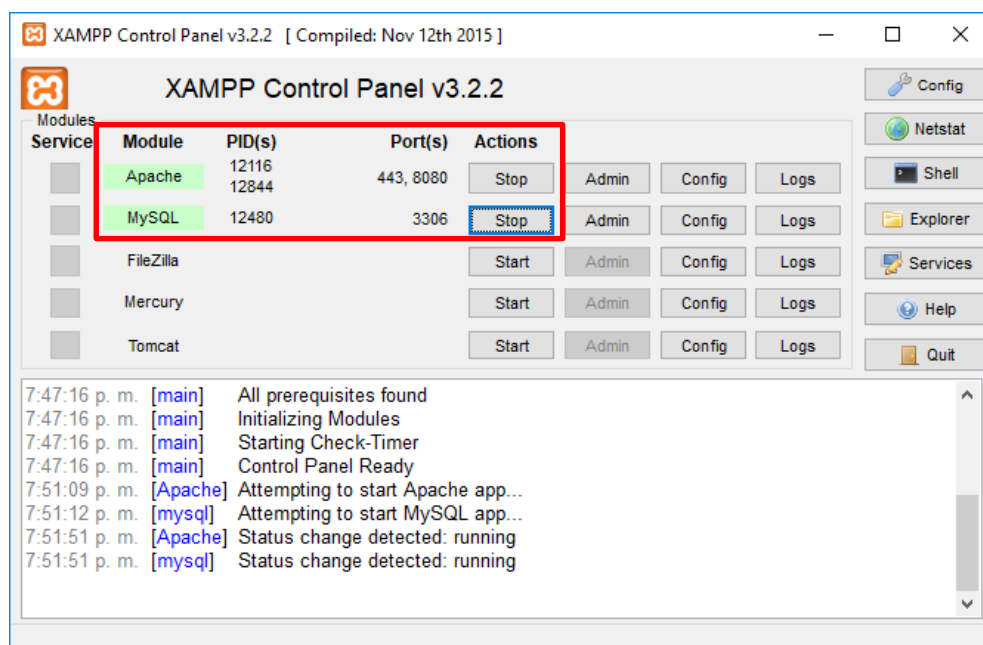 XAMPP Control Panel v3.2.2 [ Compiled: Nov 12th 2015 ]
XAMPP Control Panel v3.2.2
Config
Modules
Service Module PID(s) Port(s) Actions
Netstat
Apache 12116 12844 443, 8080 Stop Admin Config Logs
Shell
MySQL 12480 3306 Stop Admin Config Logs
Explorer
FileZilla Start Admin Config Logs
Services
Mercury Start Admin Config Logs
Help
Tomcat Start Admin Config Logs
Quit
7:47:16 p. m. [main] All prerequisites found
7:47:16 p. m. [main] Initializing Modules
7:47:16 p. m. [main] Starting Check-Timer
7:47:16 p. m. [main] Control Panel Ready
7:51:09 p. m. [Apache] Attempting to start Apache app...
7:51:12 p. m. [mysql] Attempting to start MySQL app...
7:51:51 p. m. [Apache] Status change detected: running
7:51:51 p. m. [mysql] Status change detected: running